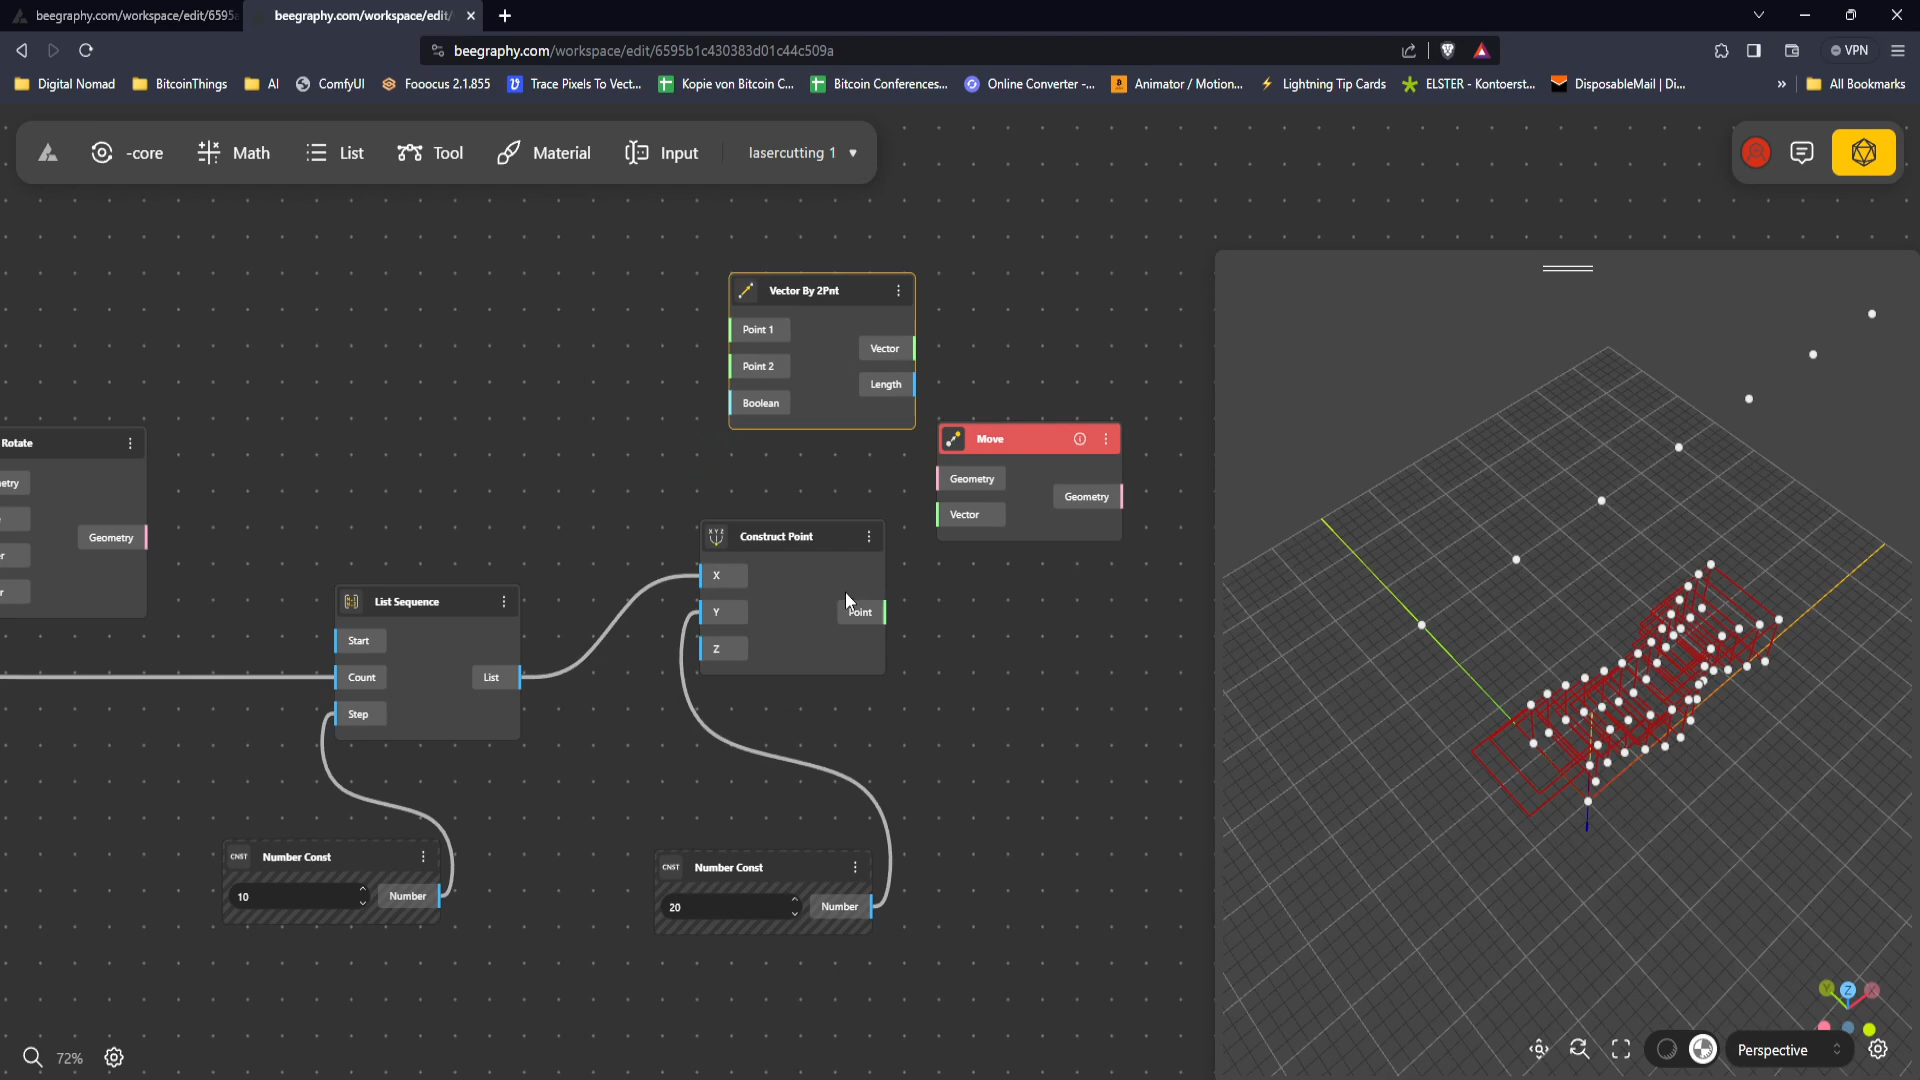 beegraphy.com/workspace/edit/6595
beegraphy.com/workspace/edit/
beegraphy.com/workspace/edit/6595b1c430383d01c44c509a
VPN
Digital Nomad
BitcoinThings
AI
ComfyUI
Fooocus 2.1.855
Trace Pixels To Vect...
Kopie von Bitcoin C...
Bitcoin Conferences...
Online Converter -...
Animator / Motion...
Lightning Tip Cards
ELSTER - Kontoerst...
DisposableMail | Di...
»
All Bookmarks
-core
Math
List
Tool
Material
Input
lasercutting 1
Vector By 2Pnt
Point 1
Point 2
Boolean
Vector
Length
Move
Geometry
Vector
Geometry
Rotate
etry
r
r
Geometry
Construct Point
X Y Z
X
Y
Z
Point
List Sequence
Start
Count
Step
List
CNST
Number Const
10
Number
CNST
Number Const
20
Number
Y
Z
X
72%
Perspective